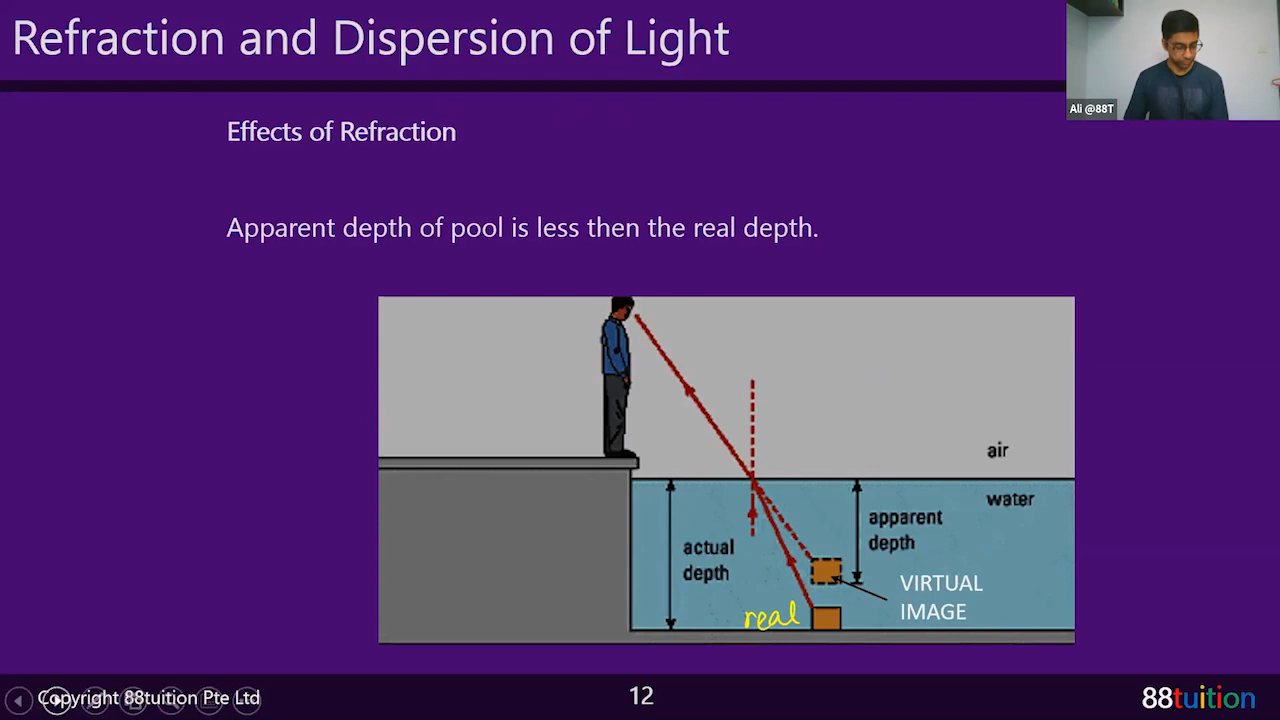 Refraction and Dispersion of Light
Ali @88T
Effects of Refraction
Apparent depth of pool is less then the real depth.
air
water
apparent
depth
actual
depth
VIRTUAL
IMAGE
real
Copyright 88tuition Pte Ltd
12
88tuition